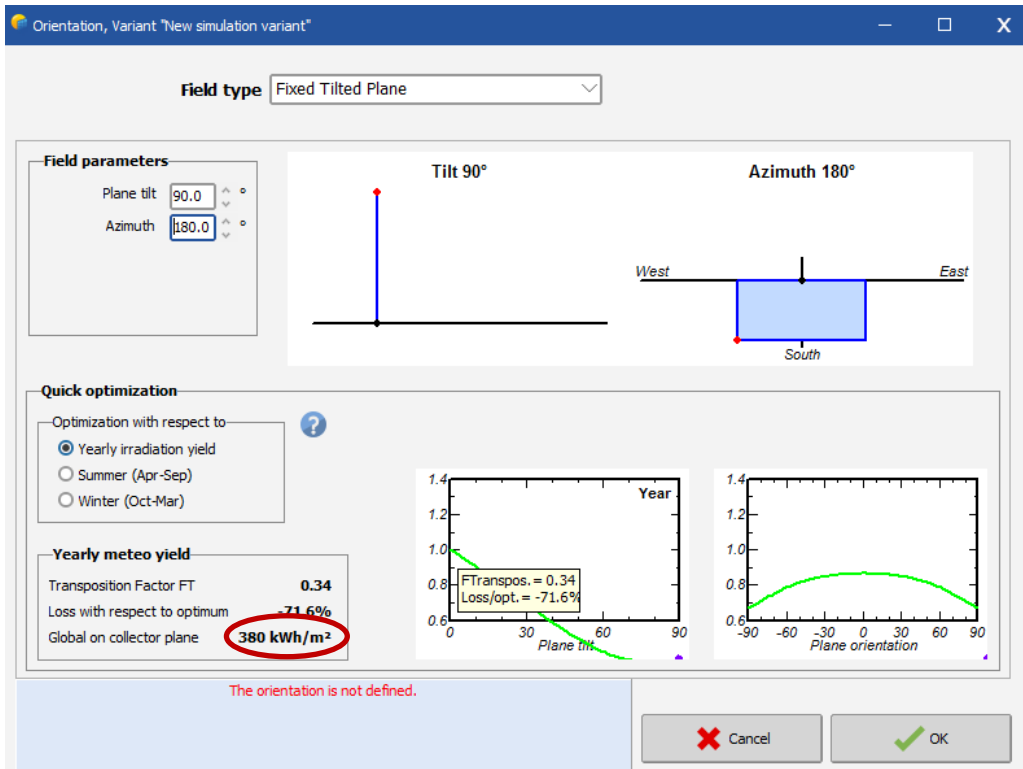 Orientation, Variant "New simulation variant"
Field type Fixed Tilted Plane
Field parameters
Plane tilt 90.0 °
Azimuth 180.0 °
Tilt 90°
Azimuth 180°
West East
South
Quick optimization
Optimization with respect to
Yearly irradiation yield
Summer (Apr-Sep)
Winter (Oct-Mar)
?
Yearly meteo yield
Transposition Factor FT 0.34
Loss with respect to optimum -71.6%
Global on collector plane 380 kWh/m²
1.4
1.2
1.0
0.8
0.6
Year
FTranspos.= 0.34
Loss/opt.= -71.6%
0 30 60 90
Plane tilt
1.4
1.2
1.0
0.8
0.6
-90 -60 -30 0 30 60 90
Plane orientation
The orientation is not defined.
Cancel
OK